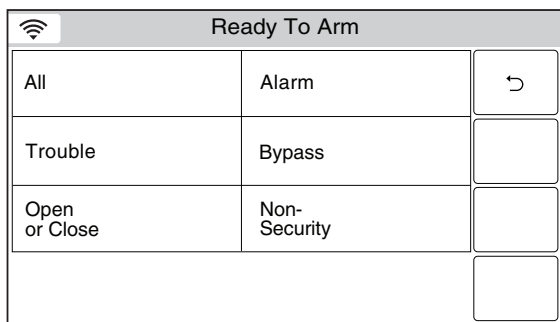 Ready To Arm
All
Alarm
Trouble
Bypass
Open
or Close
Non-
Security